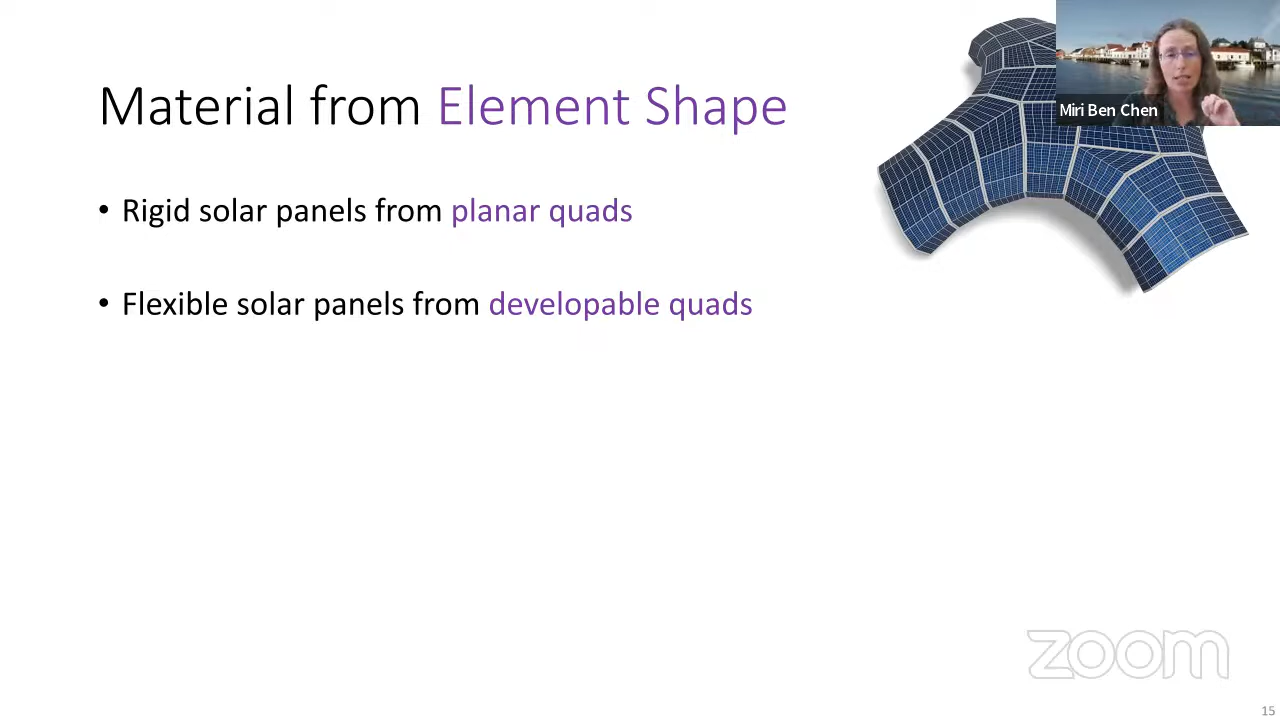 Material from Element Shape
Miri Ben Chen
• Rigid solar panels from planar quads
• Flexible solar panels from developable quads
zoom
15